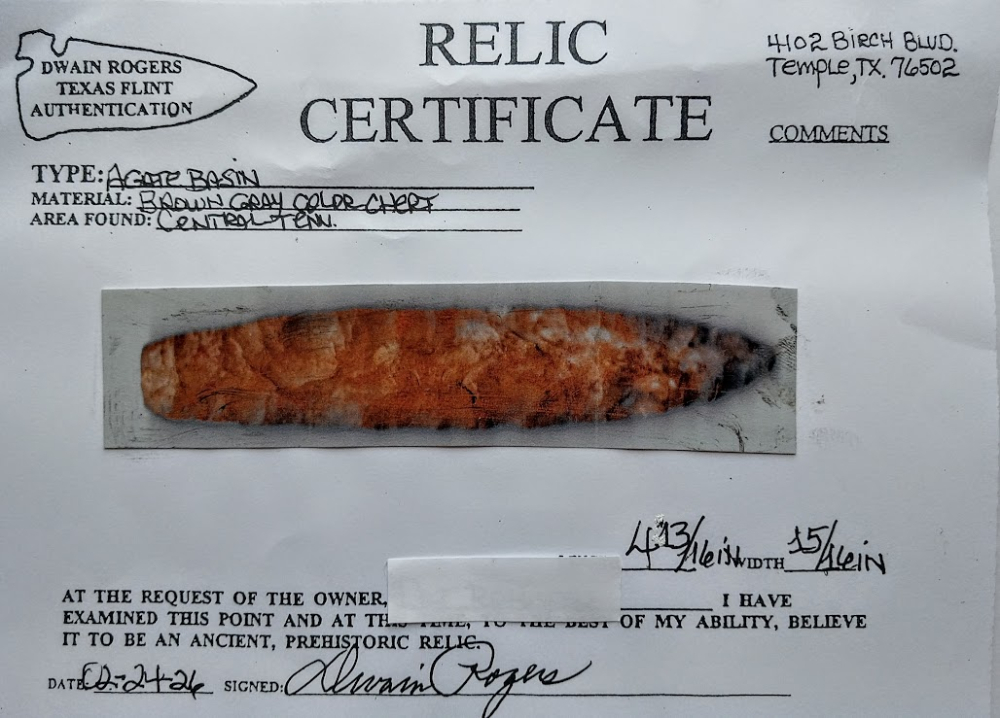 RELIC
CERTIFICATE
DWAIN ROGERS
TEXAS FLINT
AUTHENTICATION
4102 BIRCH BLVD.
TEMPLE, TX. 76502
COMMENTS
TYPE: AGATE BASIN
MATERIAL: BROWN GRAY COLOR CHERT
AREA FOUND: CENTRAL TENN.
4 13/16 IN WIDTH 15/16 IN
AT THE REQUEST OF THE OWNER, I HAVE
EXAMINED THIS POINT AND AT THIS TIME, TO THE BEST OF MY ABILITY, BELIEVE
IT TO BE AN ANCIENT, PREHISTORIC RELIC.
DATE: 02-24-26 SIGNED: Dwain Rogers